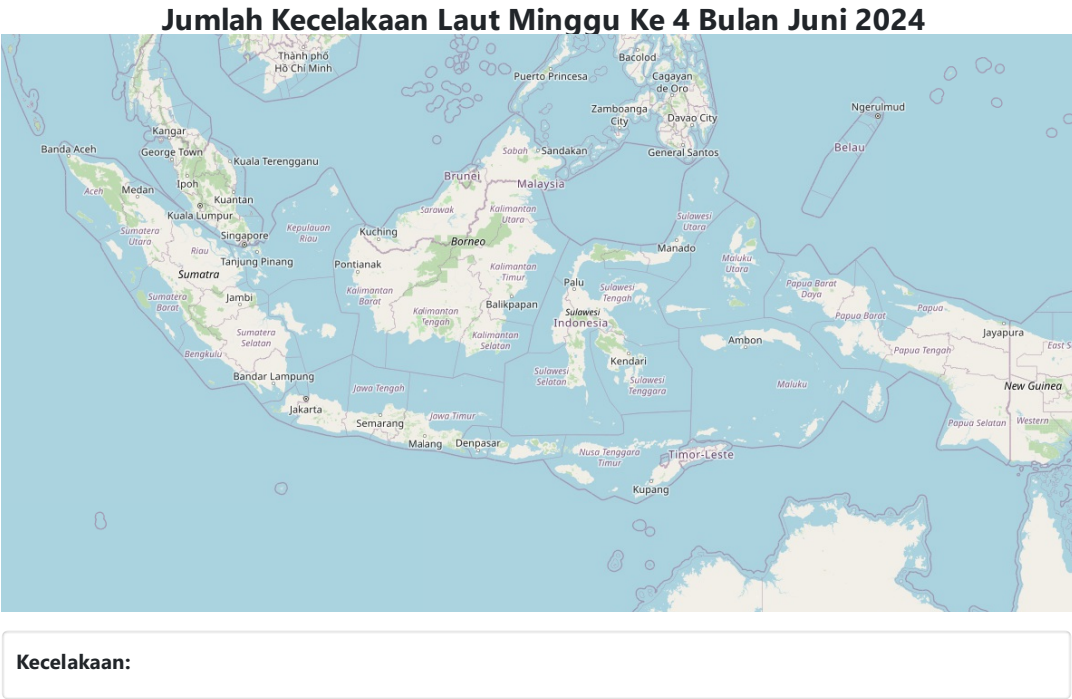 Jumlah Kecelakaan Laut Minggu Ke 4 Bulan Juni 2024
Thành phố
Hồ Chí Minh
Bacolod
Puerto Princesa
Cagayan
de Oro
Zamboanga
City
Davao City
Ngerulmud
Kangar
Banda Aceh
George Town
Kuala Terengganu
Sabah
Sandakan
General Santos
Belau
Ipoh
Brunei
Malaysia
Aceh
Medan
Kuantan
Kuala Lumpur
Sarawak
Kalimantan
Utara
Sulawesi
Utara
Sumatera
Utara
Singapore
Kepulauan
Riau
Kuching
Borneo
Manado
Riau
Tanjung Pinang
Pontianak
Maluku
Utara
Sumatra
Kalimantan
Timur
Palu
Papua Barat
Daya
Sumatera
Barat
Jambi
Kalimantan
Barat
Sulawesi
Tengah
Balikpapan
Kalimantan
Tengah
Sulawesi
Indonesia
Papua Barat
Papua
Sumatera
Selatan
Kalimantan
Selatan
Ambon
Jayapura
East S
Bengkulu
Papua Tengah
Kendari
Bandar Lampung
Sulawesi
Selatan
Sulawesi
Tenggara
Maluku
New Guinea
Jawa Tengah
Jakarta
Semarang
Jawa Timur
Papua Selatan
Western
Malang
Denpasar
Nusa Tenggara
Timur
Timor-Leste
Kupang
Kecelakaan: